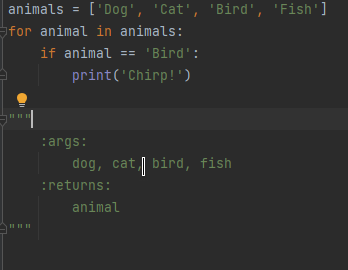 animals = ['Dog', 'Cat', 'Bird', 'Fish']
for animal in animals:
    if animal == 'Bird':
        print('Chirp!')
"""
    :args:
        dog, cat, bird, fish
    :returns:
        animal
"""